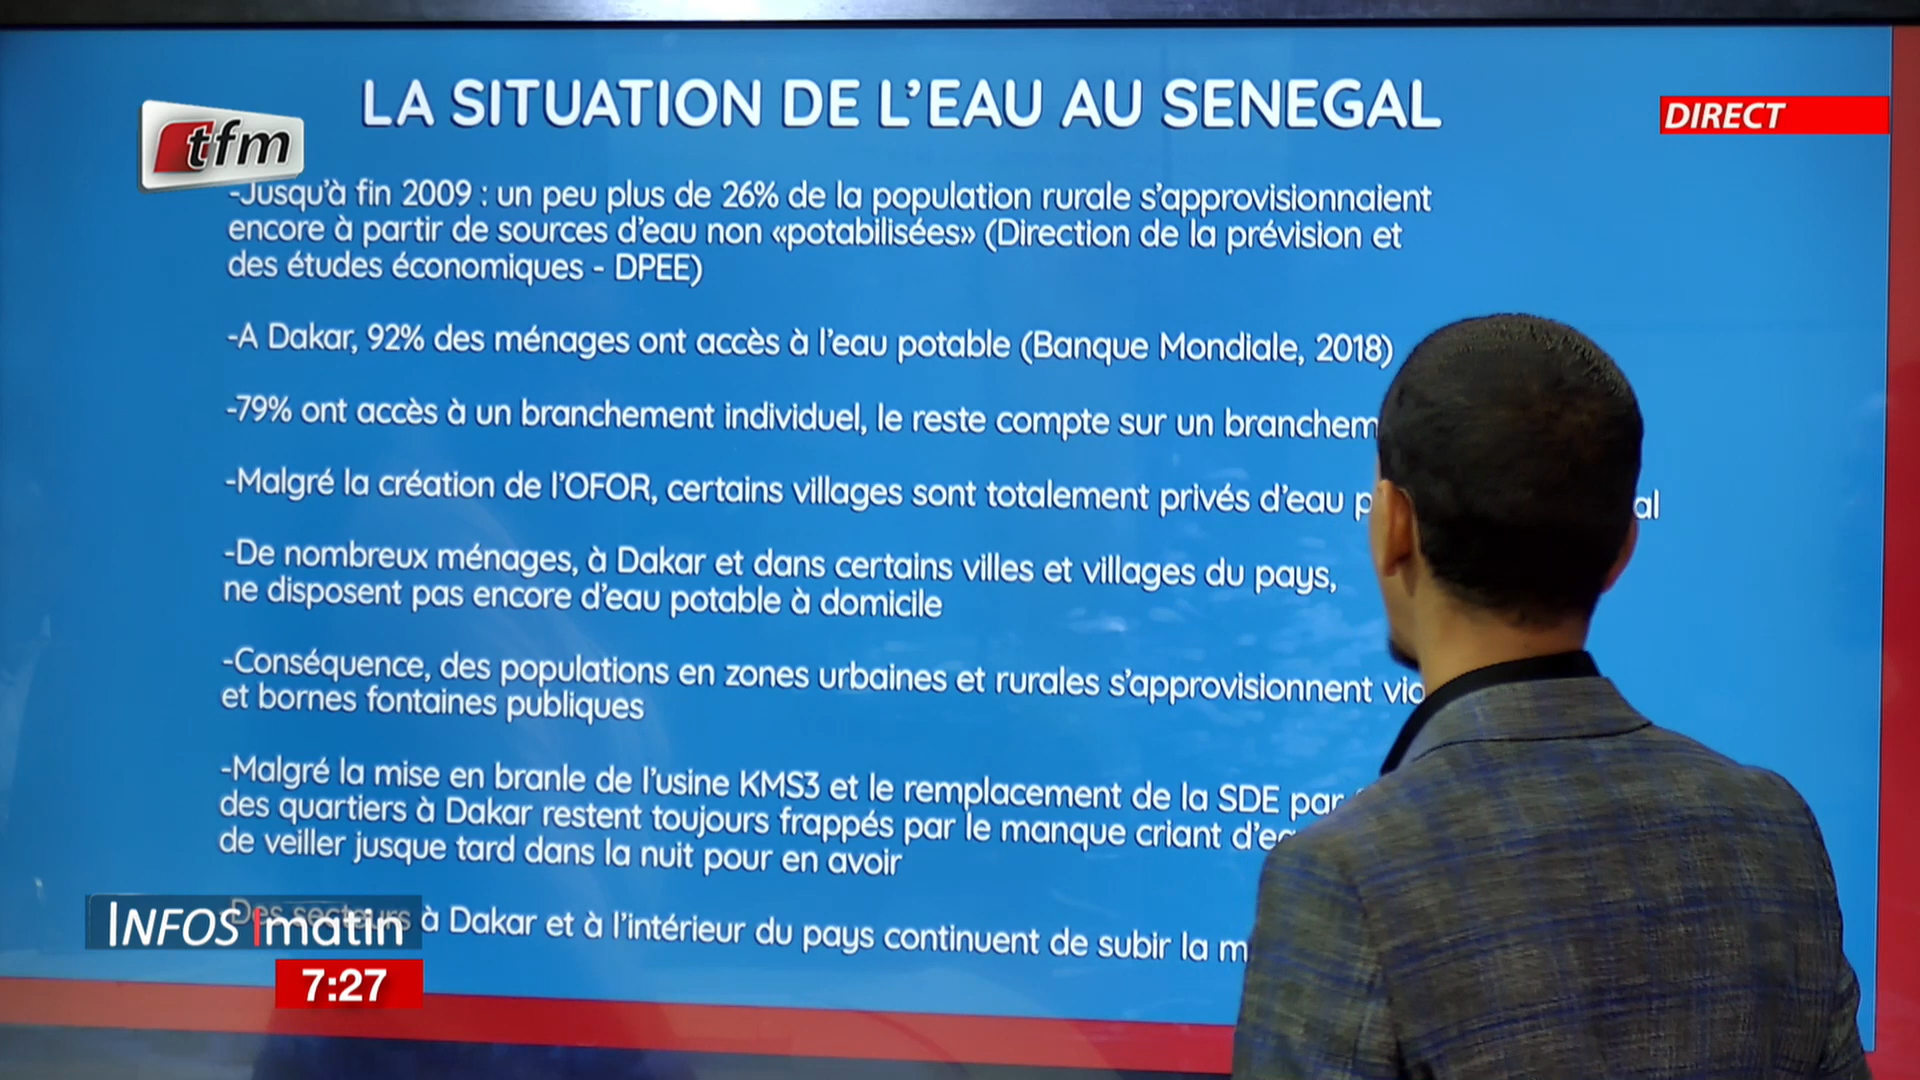 LA SITUATION DE L'EAU AU SENEGAL
DIRECT
tfm
-Jusqu'à fin 2009 : un peu plus de 26% de la population rurale s'approvisionnaient
encore à partir de sources d'eau non «potabilisées» (Direction de la prévision et
des études économiques - DPEE)
-A Dakar, 92% des ménages ont accès à l'eau potable (Banque Mondiale, 2018)
-79% ont accès à un branchement individuel, le reste compte sur un branchem
-Malgré la création de l'OFOR, certains villages sont totalement privés d'eau p al
-De nombreux ménages, à Dakar et dans certains villes et villages du pays,
ne disposent pas encore d'eau potable à domicile
-Conséquence, des populations en zones urbaines et rurales s'approvisionnent via
et bornes fontaines publiques
-Malgré la mise en branle de l'usine KMS3 et le remplacement de la SDE par
des quartiers à Dakar restent toujours frappés par le manque criant d'ea
de veiller jusque tard dans la nuit pour en avoir
Des secteurs à Dakar et à l'intérieur du pays continuent de subir la m
INFOS matin
7:27